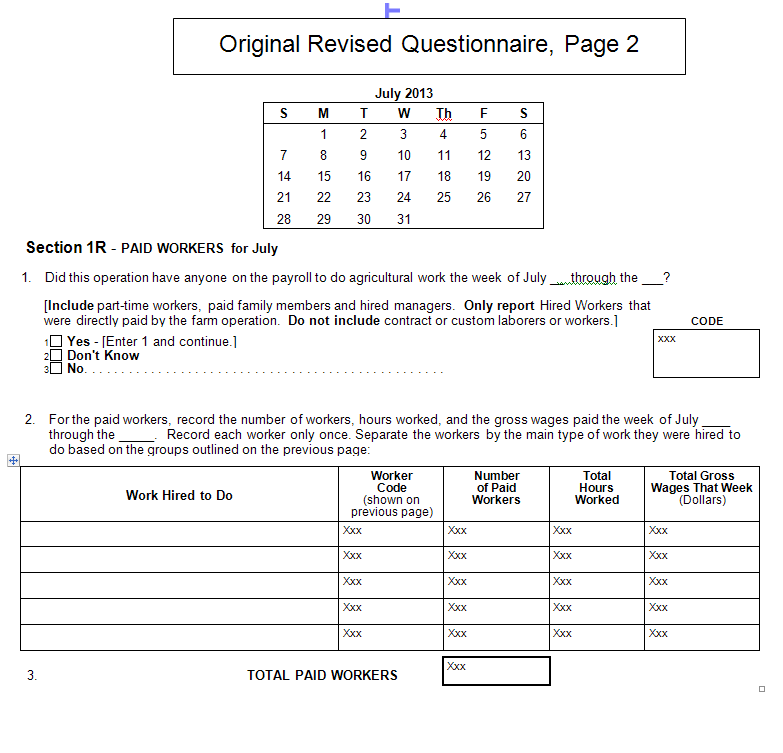 Original Revised Questionnaire, Page 2
July 2013
S M T W Th F S
1 2 3 4 5 6
7 8 9 10 11 12 13
14 15 16 17 18 19 20
21 22 23 24 25 26 27
28 29 30 31
Section 1R - PAID WORKERS for July
1. Did this operation have anyone on the payroll to do agricultural work the week of July ___ through the ___?
[Include part-time workers, paid family members and hired managers. Only report Hired Workers that
were directly paid by the farm operation. Do not include contract or custom laborers or workers.]
CODE
1☐ Yes - [Enter 1 and continue.]
xxx
2☐ Don't Know
3☐ No. . . . . . . . . . . . . . . . . . . . . . . . . . . . . . . . . . . . . . . . . . . . . . . .
2. For the paid workers, record the number of workers, hours worked, and the gross wages paid the week of July ____
through the _____. Record each worker only once. Separate the workers by the main type of work they were hired to
do based on the groups outlined on the previous page:
Work Hired to Do
Worker
Code
(shown on
previous page)
Number
of Paid
Workers
Total
Hours
Worked
Total Gross
Wages That Week
(Dollars)
Xxx Xxx Xxx Xxx
Xxx Xxx Xxx Xxx
Xxx Xxx Xxx Xxx
Xxx Xxx Xxx Xxx
Xxx Xxx Xxx Xxx
3. TOTAL PAID WORKERS Xxx